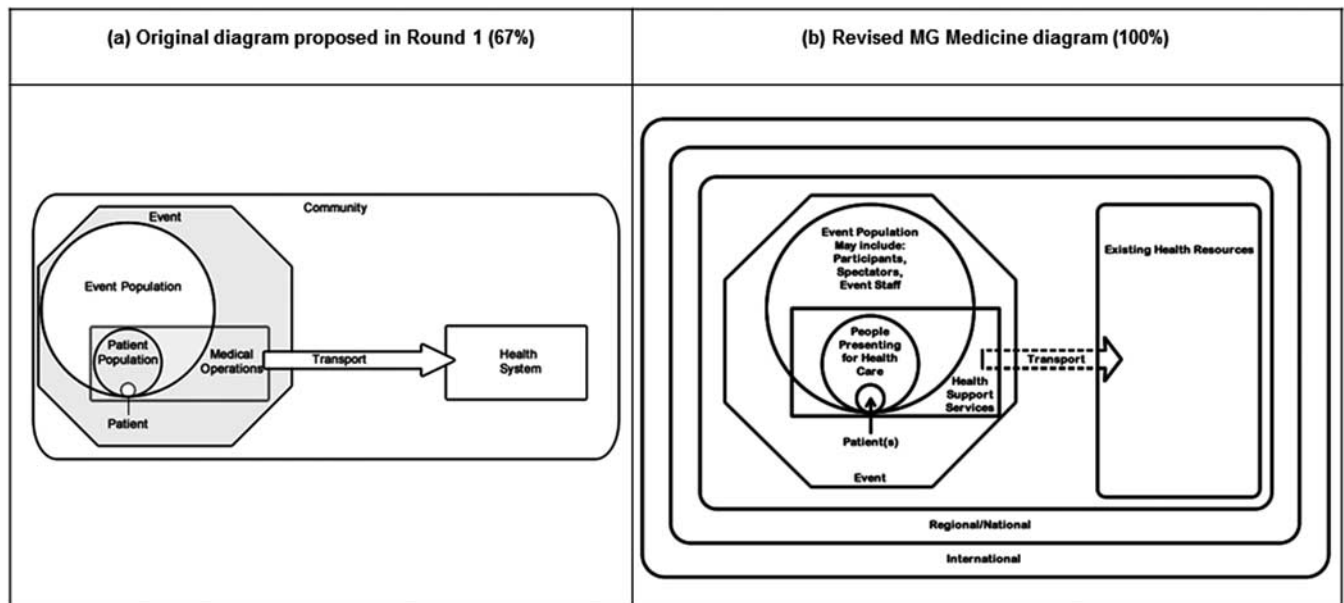 (a) Original diagram proposed in Round 1 (67%)
Community
Event
Event Population
Patient
Population
Medical
Operations
Transport
Health
System
Patient
(b) Revised MG Medicine diagram (100%)
Event Population
May include:
Participants,
Spectators,
Event Staff
Existing Health Resources
People
Presenting
for Health
Care
Transport
Health
Support
Services
Patient(s)
Event
Regional/National
International